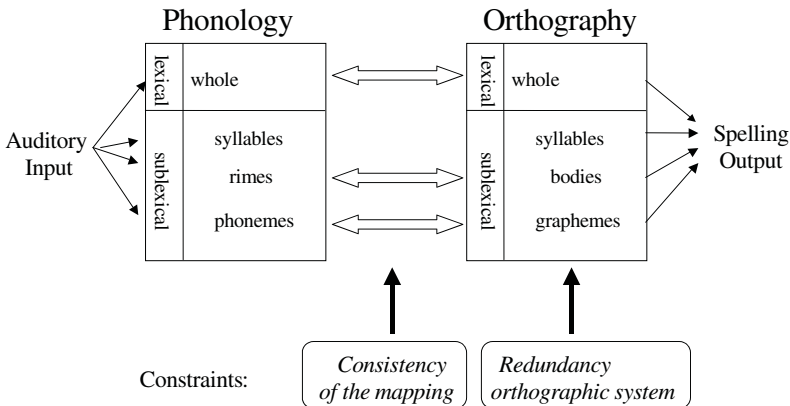 Phonology
Orthography
lexical
whole
lexical
whole
Auditory
Input
sublexical
syllables
rimes
phonemes
sublexical
syllables
bodies
graphemes
Spelling
Output
Constraints:
Consistency
of the mapping
Redundancy
orthographic system